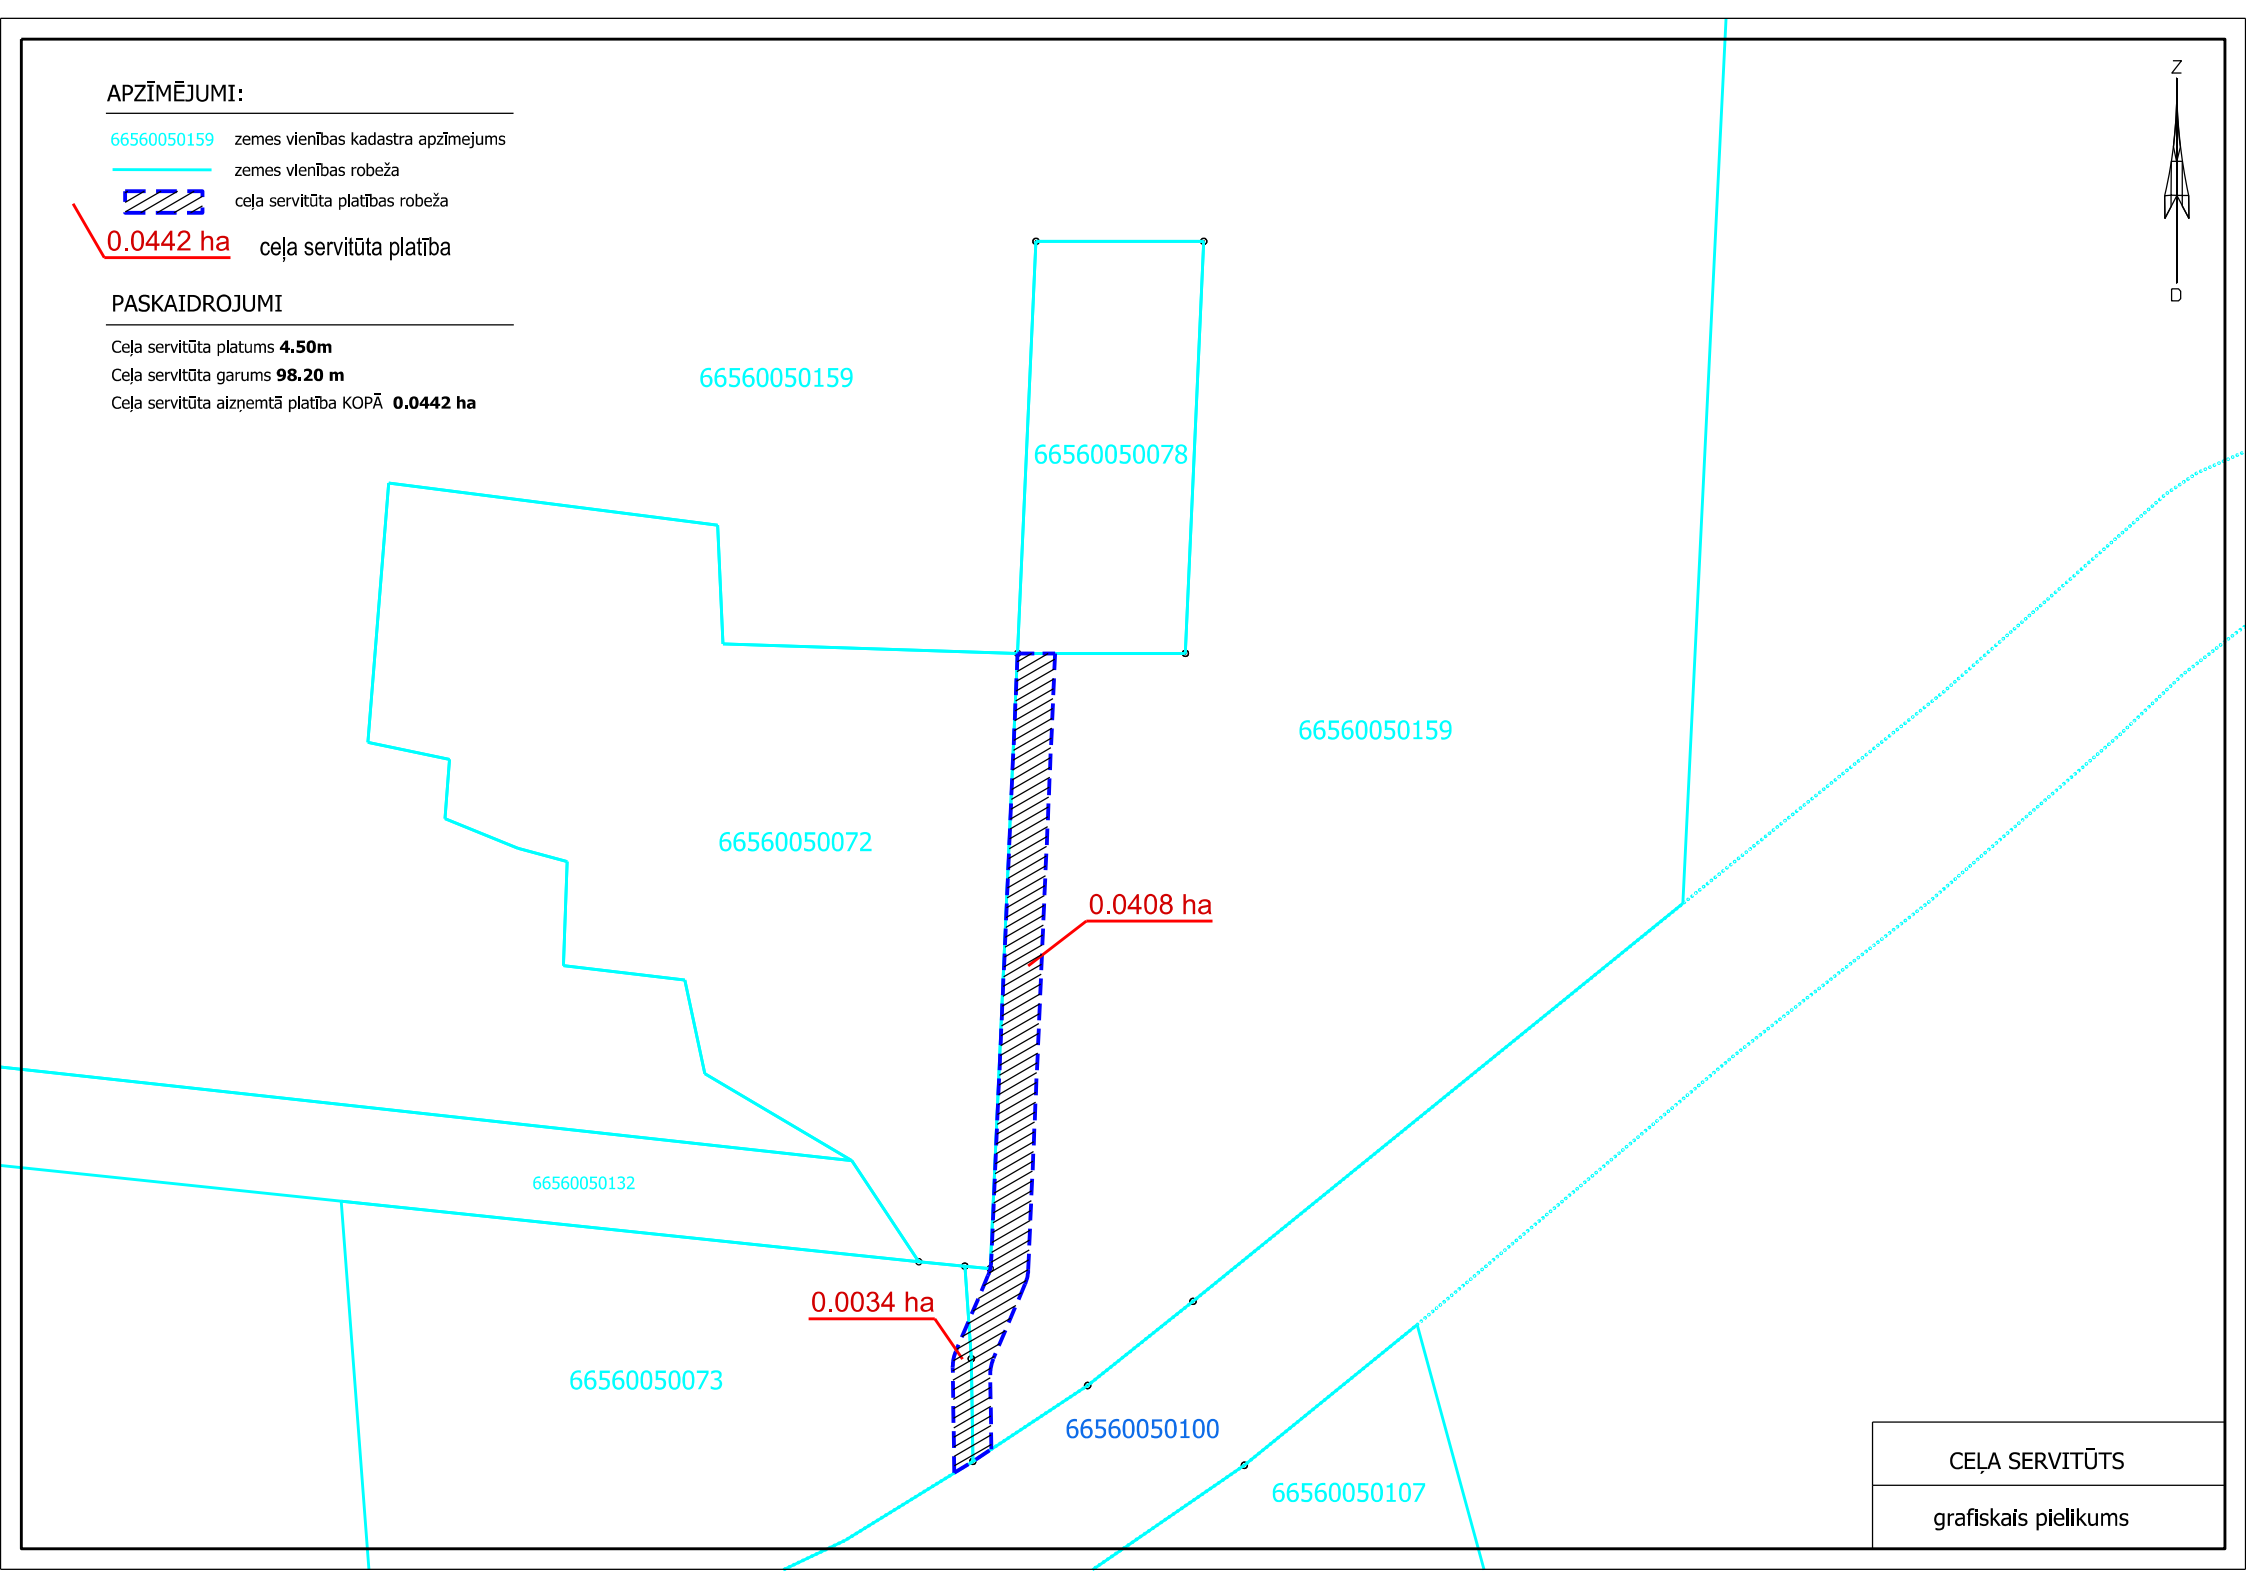 APZĪMĒJUMI:
66560050159 zemes vienības kadastra apzīmejums
zemes vienības robeža
ceļa servitūta platības robeža
0.0442 ha ceļa servitūta platība
PASKAIDROJUMI
Ceļa servitūta platums 4.50m
Ceļa servitūta garums 98.20 m
Ceļa servitūta aizņemtā platība KOPĀ 0.0442 ha
Z
D
66560050159
66560050078
66560050159
66560050072
0.0408 ha
66560050132
0.0034 ha
66560050073
66560050100
66560050107
CEĻA SERVITŪTS
grafiskais pielikums